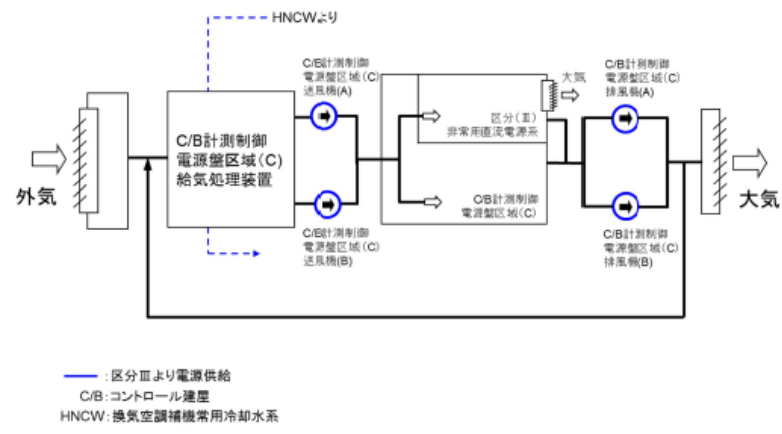 HNCWより
C/B計測制御
電源盤区域(C)
送風機(A)
大気
C/B計測制御
電源盤区域(C)
排風機(A)
区分(Ⅲ)
非常用直流電源系
C/B計測制御
電源盤区域(C)
給気処理装置
外気
大気
C/B計測制御
電源盤区域(C)
C/B計測制御
電源盤区域(C)
送風機(B)
C/B計測制御
電源盤区域(C)
排風機(B)
:区分Ⅲより電源供給
C/B:コントロール建屋
HNCW:換気空調補機常用冷却水系